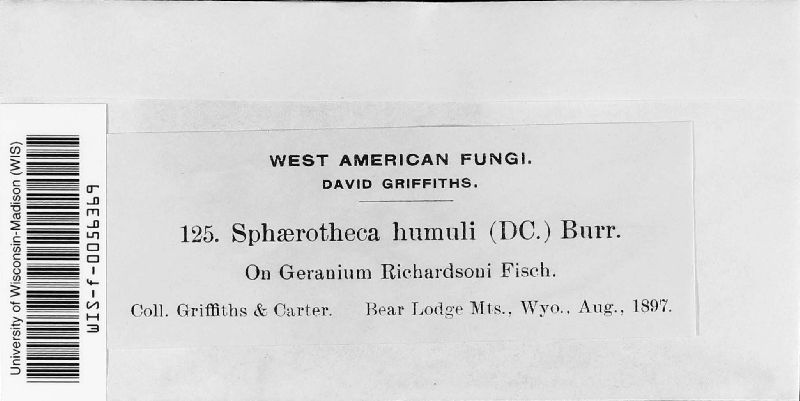 WEST AMERICAN FUNGI.
DAVID GRIFFITHS.
125. Sphærotheca humuli (DC.) Burr.
On Geranium Richardsoni Fisch.
Coll. Griffiths & Carter. Bear Lodge Mts., Wyo., Aug., 1897.
University of Wisconsin-Madison (WIS)
WIS-f-0056369